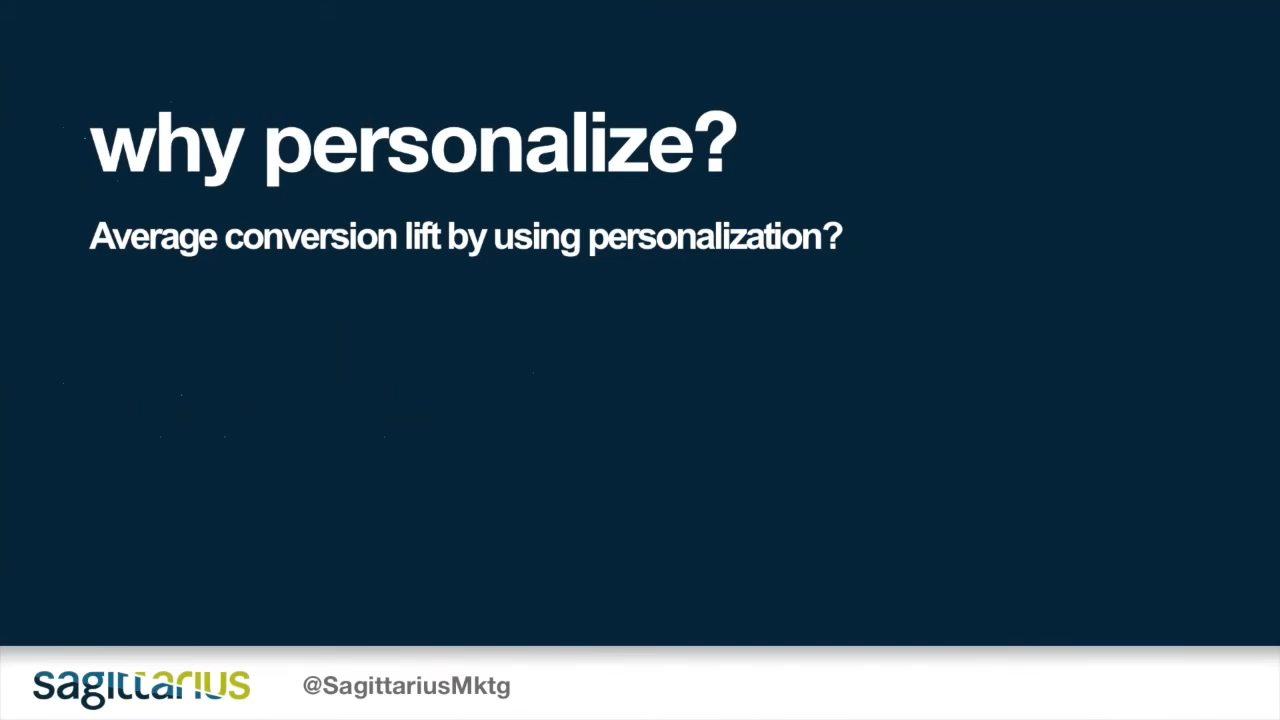 why personalize?
Average conversion lift by using personalization?
sagittarius
@SagittariusMktg